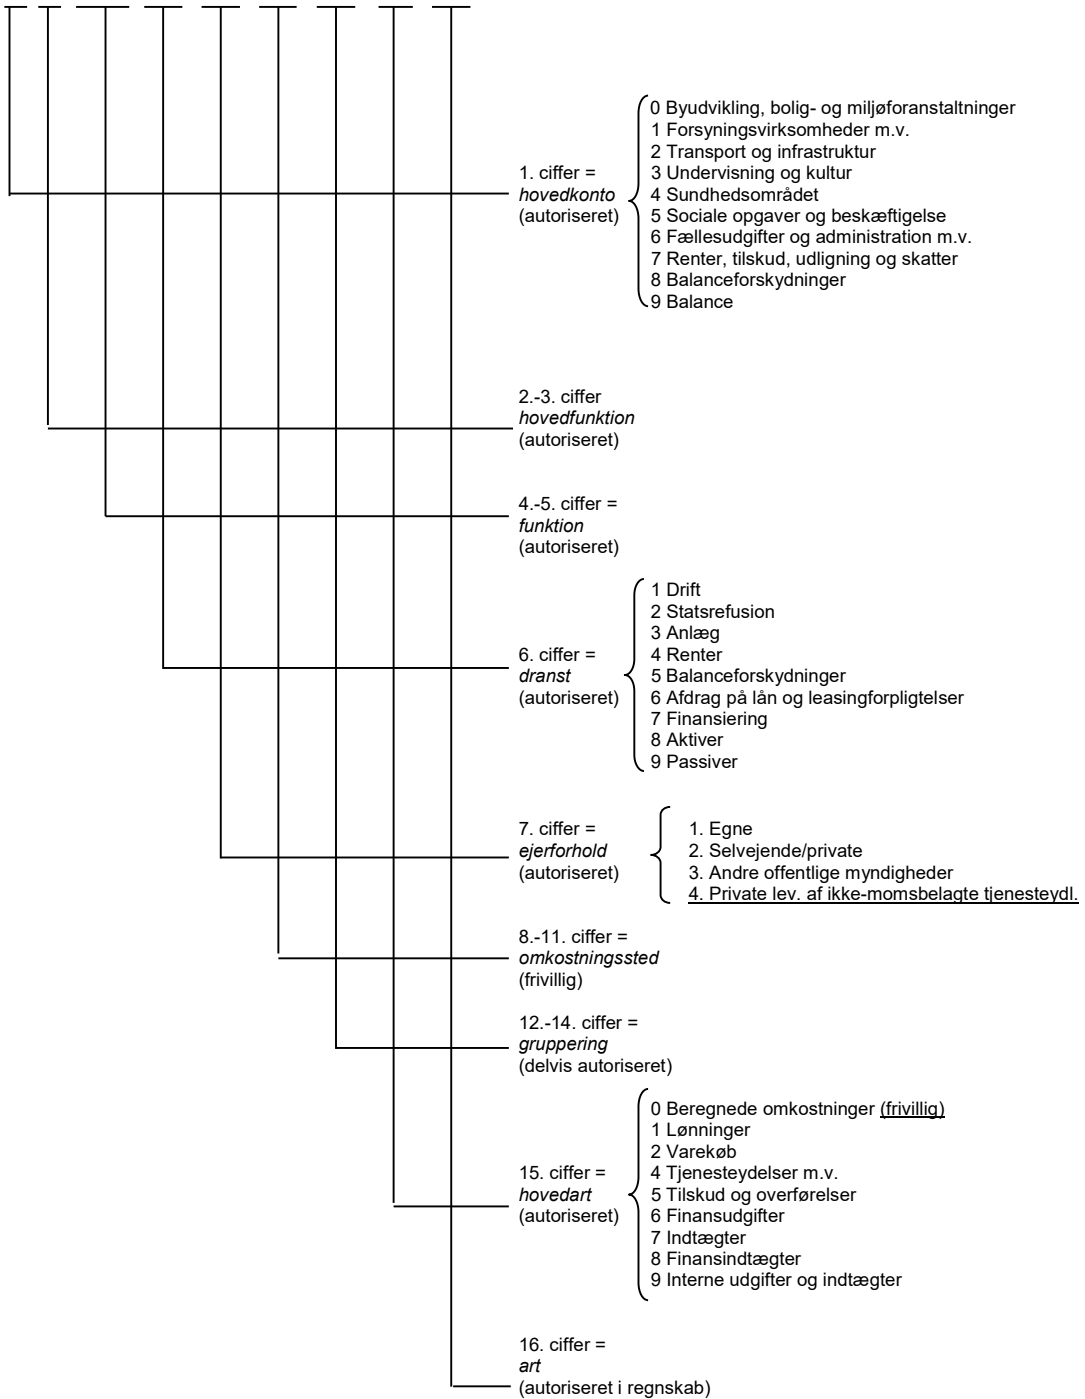 0 Byudvikling, bolig- og miljøforanstaltninger
1 Forsyningsvirksomheder m.v.
2 Transport og infrastruktur
1. ciffer =
3 Undervisning og kultur
hovedkonto
4 Sundhedsområdet
(autoriseret)
5 Sociale opgaver og beskæftigelse
6 Fællesudgifter og administration m.v.
7 Renter, tilskud, udligning og skatter
8 Balanceforskydninger
9 Balance
2.-3. ciffer
hovedfunktion
(autoriseret)
4.-5. ciffer =
funktion
(autoriseret)
1 Drift
2 Statsrefusion
3 Anlæg
6. ciffer =
4 Renter
dranst
5 Balanceforskydninger
(autoriseret)
6 Afdrag på lån og leasingforpligtelser
7 Finansiering
8 Aktiver
9 Passiver
7. ciffer =
1. Egne
ejerforhold
2. Selvejende/private
(autoriseret)
3. Andre offentlige myndigheder
4. Private lev. af ikke-momsbelagte tjenesteydl.
8.-11. ciffer =
omkostningssted
(frivillig)
12.-14. ciffer =
gruppering
(delvis autoriseret)
0 Beregnede omkostninger (frivillig)
1 Lønninger
2 Varekøb
15. ciffer =
4 Tjenesteydelser m.v.
hovedart
5 Tilskud og overførelser
(autoriseret)
6 Finansudgifter
7 Indtægter
8 Finansindtægter
9 Interne udgifter og indtægter
16. ciffer =
art
(autoriseret i regnskab)